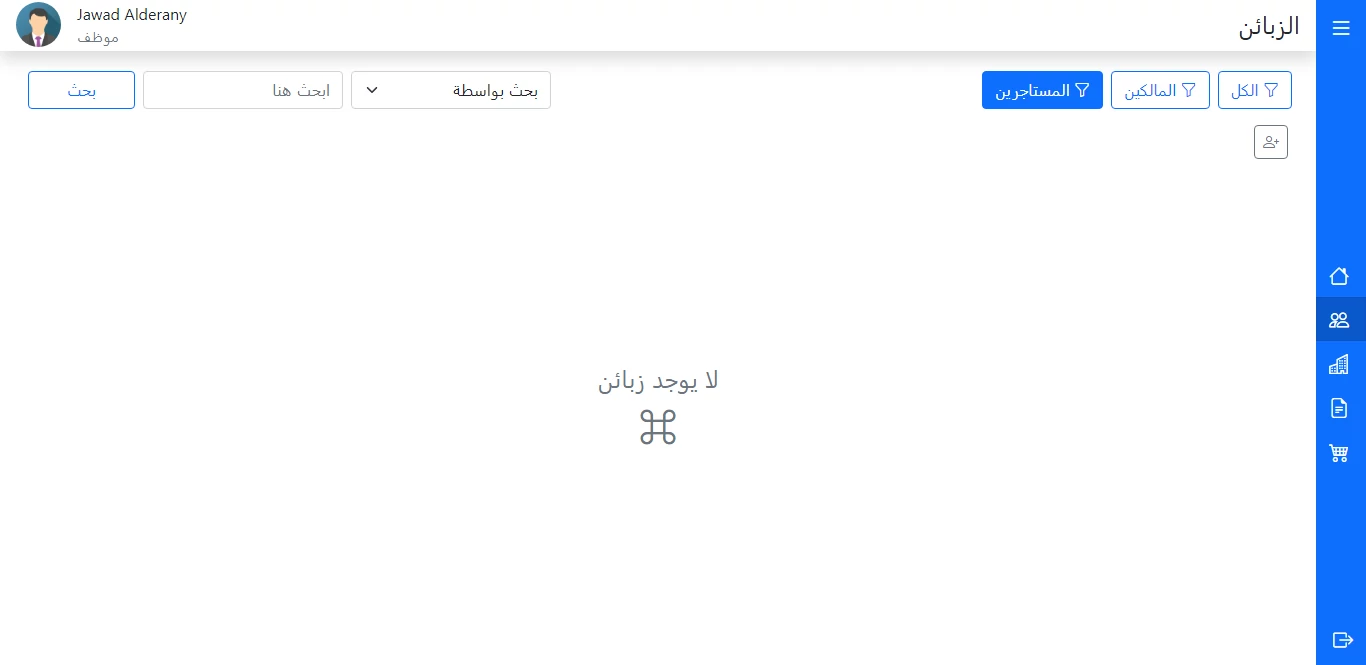 الزبائن
Jawad Alderany
موظف
الكل
المالكين
المستاجرين
بحث بواسطة
ابحث هنا
بحث
لا يوجد زبائن